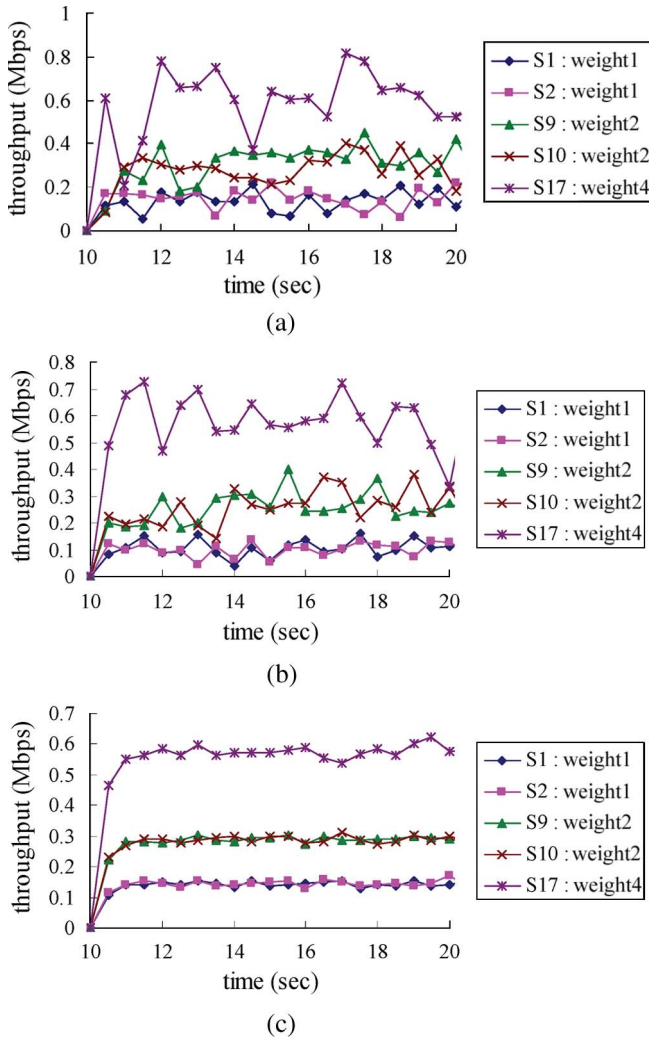 1
0.8
0.6
0.4
0.2
0
throughput (Mbps)
10 12 14 16 18 20
time (sec)
S1 : weight1
S2 : weight1
S9 : weight2
S10 : weight2
S17 : weight4
(a)
0.8
0.7
0.6
0.5
0.4
0.3
0.2
0.1
0
throughput (Mbps)
10 12 14 16 18 20
time (sec)
S1 : weight1
S2 : weight1
S9 : weight2
S10 : weight2
S17 : weight4
(b)
0.7
0.6
0.5
0.4
0.3
0.2
0.1
0
throughput (Mbps)
10 12 14 16 18 20
time (sec)
S1 : weight1
S2 : weight1
S9 : weight2
S10 : weight2
S17 : weight4
(c)